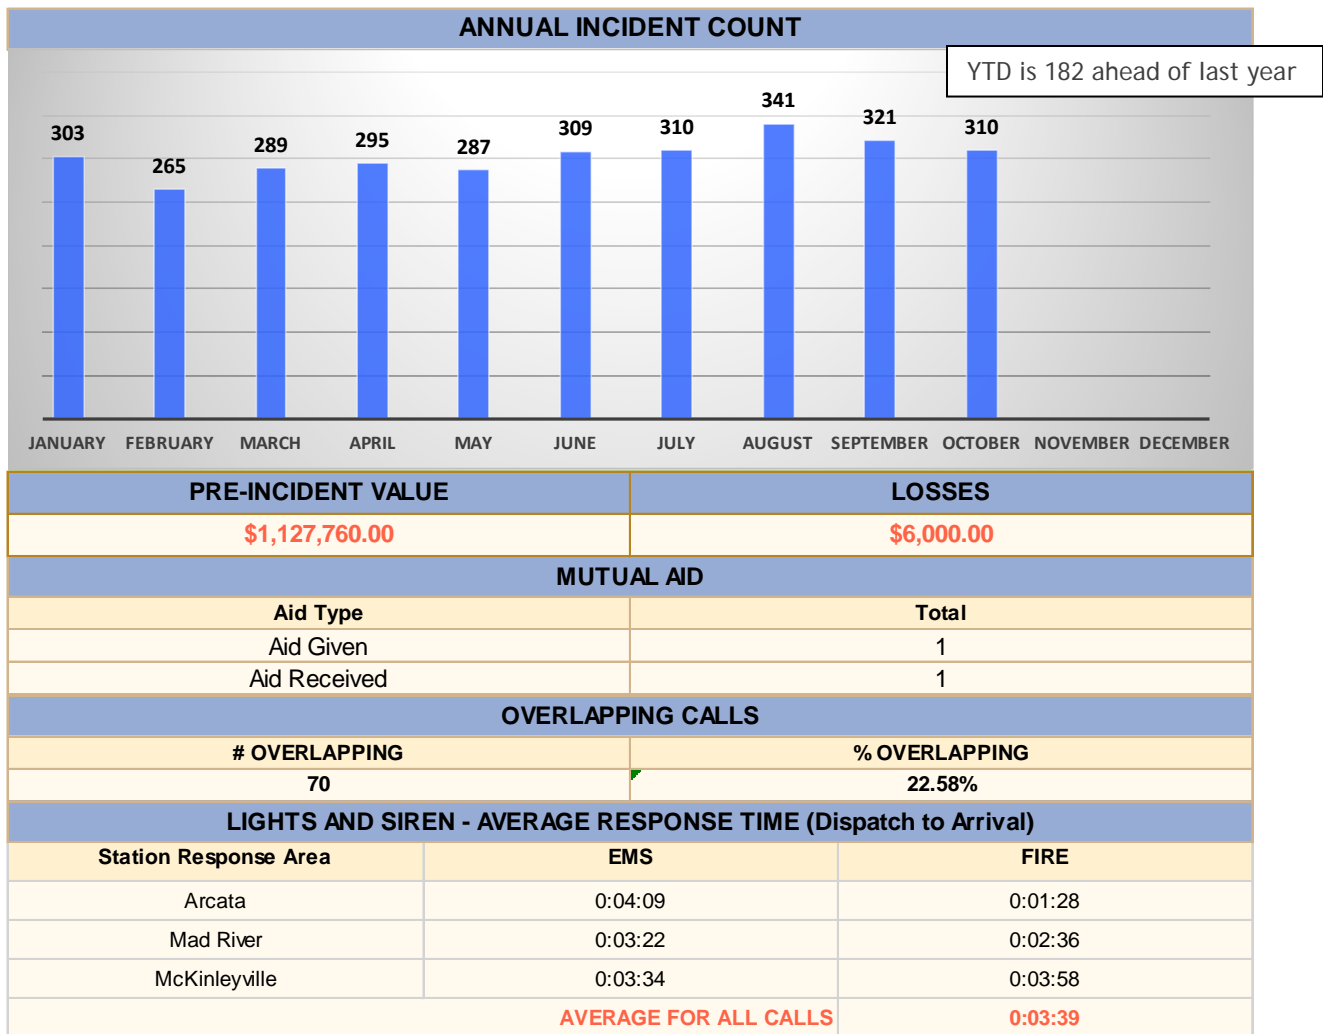 ANNUAL INCIDENT COUNT
YTD is 182 ahead of last year
303 265 289 295 287 309 310 341 321 310
JANUARY FEBRUARY MARCH APRIL MAY JUNE JULY AUGUST SEPTEMBER OCTOBER NOVEMBER DECEMBER
PRE-INCIDENT VALUE LOSSES
$1,127,760.00 $6,000.00
MUTUAL AID
Aid Type Total
Aid Given 1
Aid Received 1
OVERLAPPING CALLS
# OVERLAPPING % OVERLAPPING
70 22.58%
LIGHTS AND SIREN - AVERAGE RESPONSE TIME (Dispatch to Arrival)
Station Response Area EMS FIRE
Arcata 0:04:09 0:01:28
Mad River 0:03:22 0:02:36
McKinleyville 0:03:34 0:03:58
AVERAGE FOR ALL CALLS 0:03:39